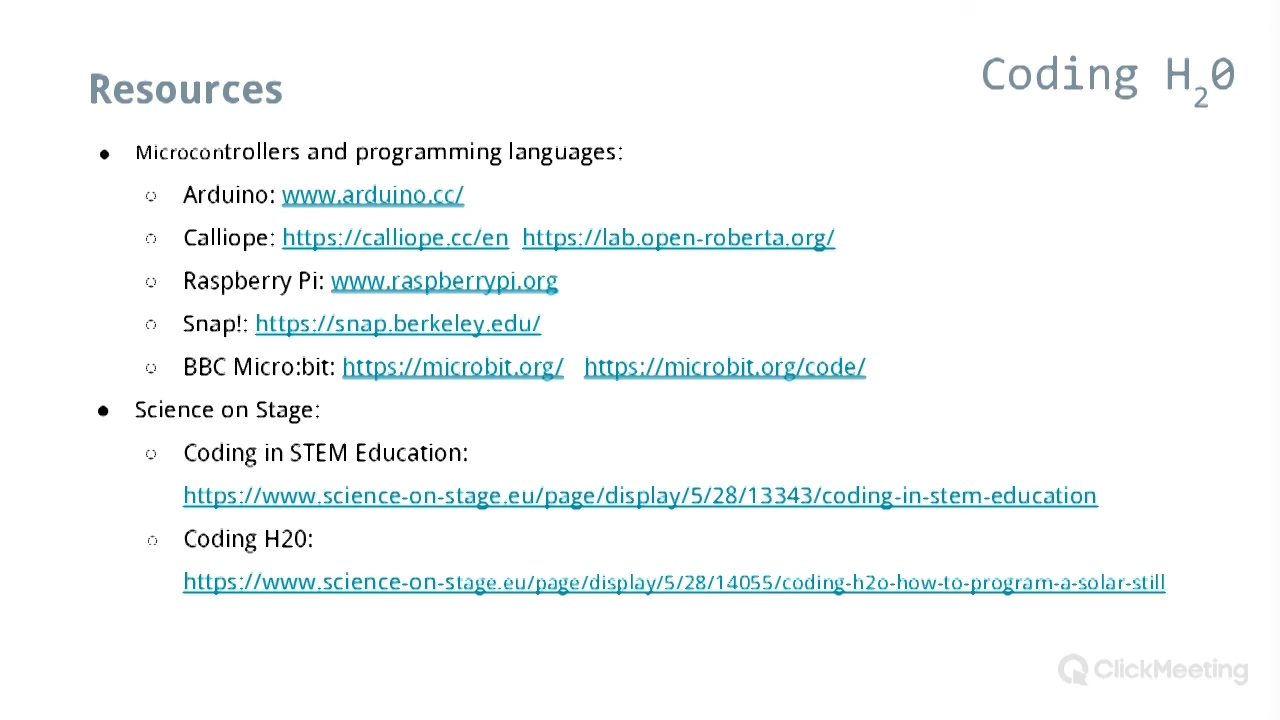 Coding H₂0
Resources
● Microcontrollers and programming languages:
○ Arduino: www.arduino.cc/
○ Calliope: https://calliope.cc/en https://lab.open-roberta.org/
○ Raspberry Pi: www.raspberrypi.org
○ Snap!: https://snap.berkeley.edu/
○ BBC Micro:bit: https://microbit.org/ https://microbit.org/code/
● Science on Stage:
○ Coding in STEM Education:
https://www.science-on-stage.eu/page/display/5/28/13343/coding-in-stem-education
○ Coding H20:
https://www.science-on-stage.eu/page/display/5/28/14055/coding-h2o-how-to-program-a-solar-still
ClickMeeting